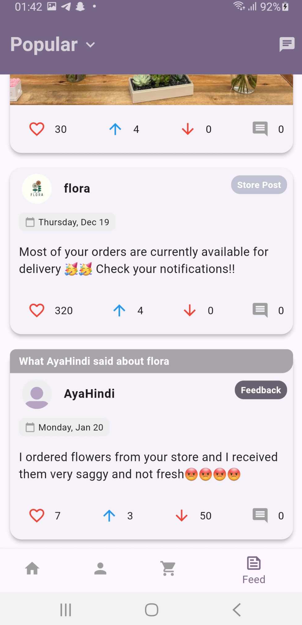 01:42
92%
Popular
30 4 0 0
flora
Store Post
Thursday, Dec 19
Most of your orders are currently available for
delivery 🥳🥳 Check your notifications!!
320 4 0 0
What AyaHindi said about flora
AyaHindi
Feedback
Monday, Jan 20
I ordered flowers from your store and I received
them very saggy and not fresh😡😡😡😡
7 3 50 0
Feed